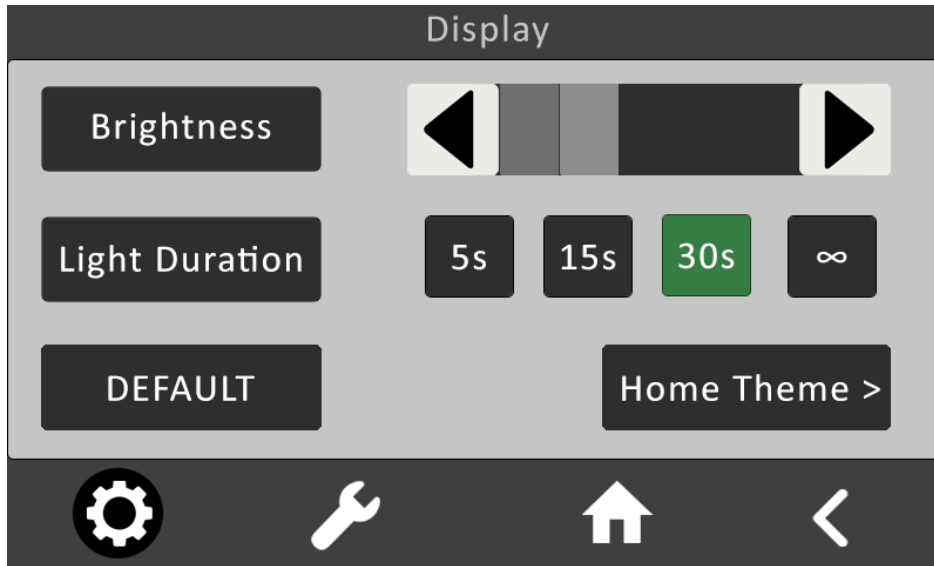 Display
Brightness
Light Duration 5s 15s 30s ∞
DEFAULT Home Theme >